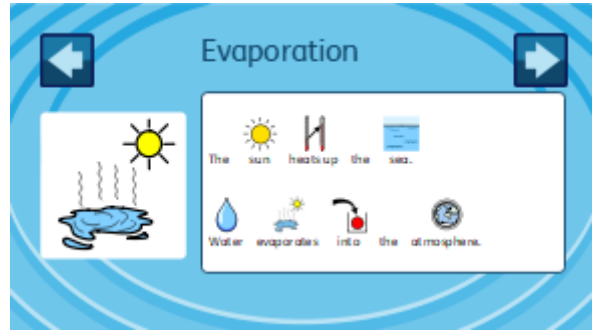 Evaporation
The sun heats up the sea.
Water evaporates into the atmosphere.